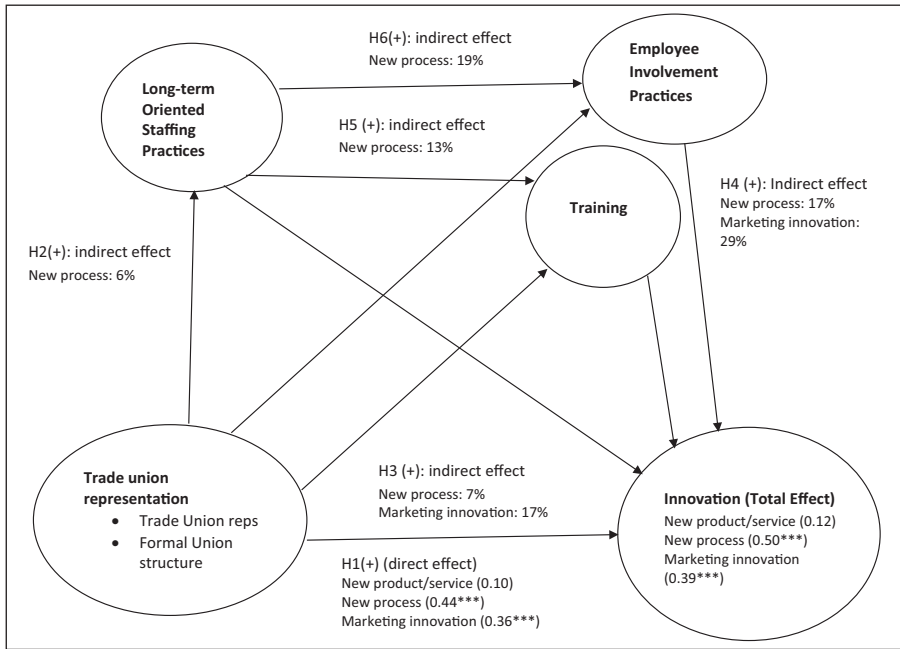 H6(+): indirect effect
New process: 19%
Employee
Involvement
Practices
Long-term
Oriented
Staffing
Practices
H5 (+): indirect effect
New process: 13%
Training
H4 (+): Indirect effect
New process: 17%
Marketing innovation:
29%
H2(+): indirect effect
New process: 6%
Trade union
representation
• Trade Union reps
• Formal Union
structure
H3 (+): indirect effect
New process: 7%
Marketing innovation: 17%
H1(+) (direct effect)
New product/service (0.10)
New process (0.44***)
Marketing innovation (0.36***)
Innovation (Total Effect)
New product/service (0.12)
New process (0.50***)
Marketing innovation
(0.39***)